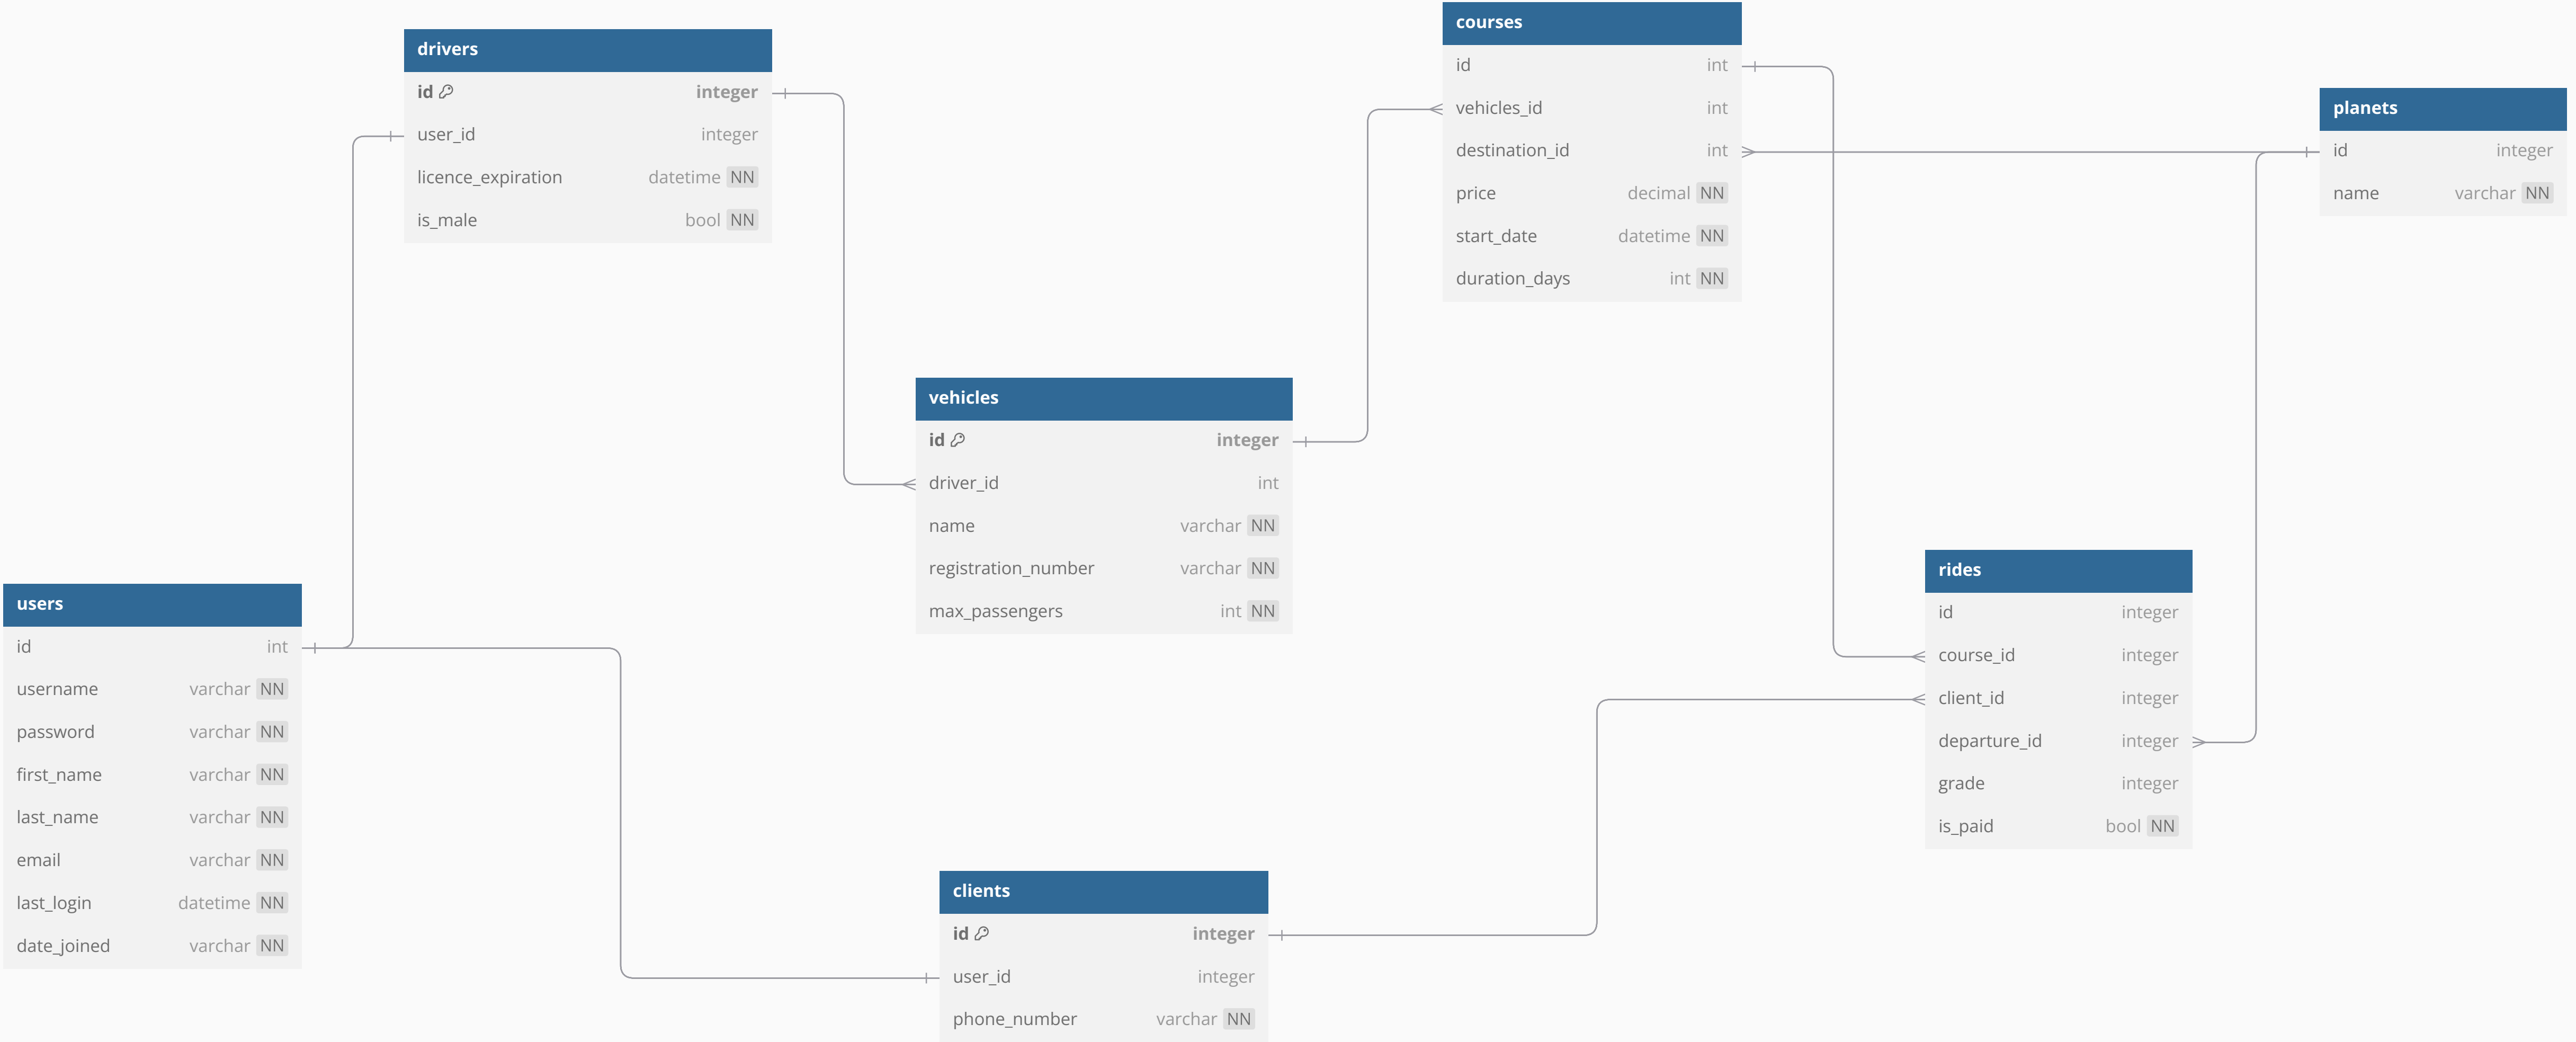 drivers
id integer
user_id integer
licence_expiration datetime NN
is_male bool NN
courses
id int
vehicles_id int
destination_id int
price decimal NN
start_date datetime NN
duration_days int NN
planets
id integer
name varchar NN
vehicles
id integer
driver_id int
name varchar NN
registration_number varchar NN
max_passengers int NN
users
id int
username varchar NN
password varchar NN
first_name varchar NN
last_name varchar NN
email varchar NN
last_login datetime NN
date_joined varchar NN
rides
id integer
course_id integer
client_id integer
departure_id integer
grade integer
is_paid bool NN
clients
id integer
user_id integer
phone_number varchar NN